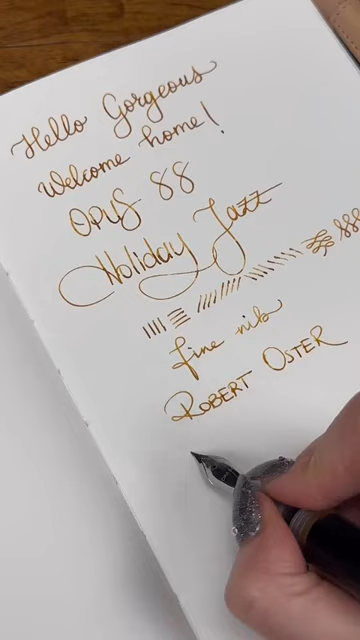 Hello Gorgeous
Welcome home!
OPUS 88
Holiday Jazz
fine nib
ROBERT OSTER